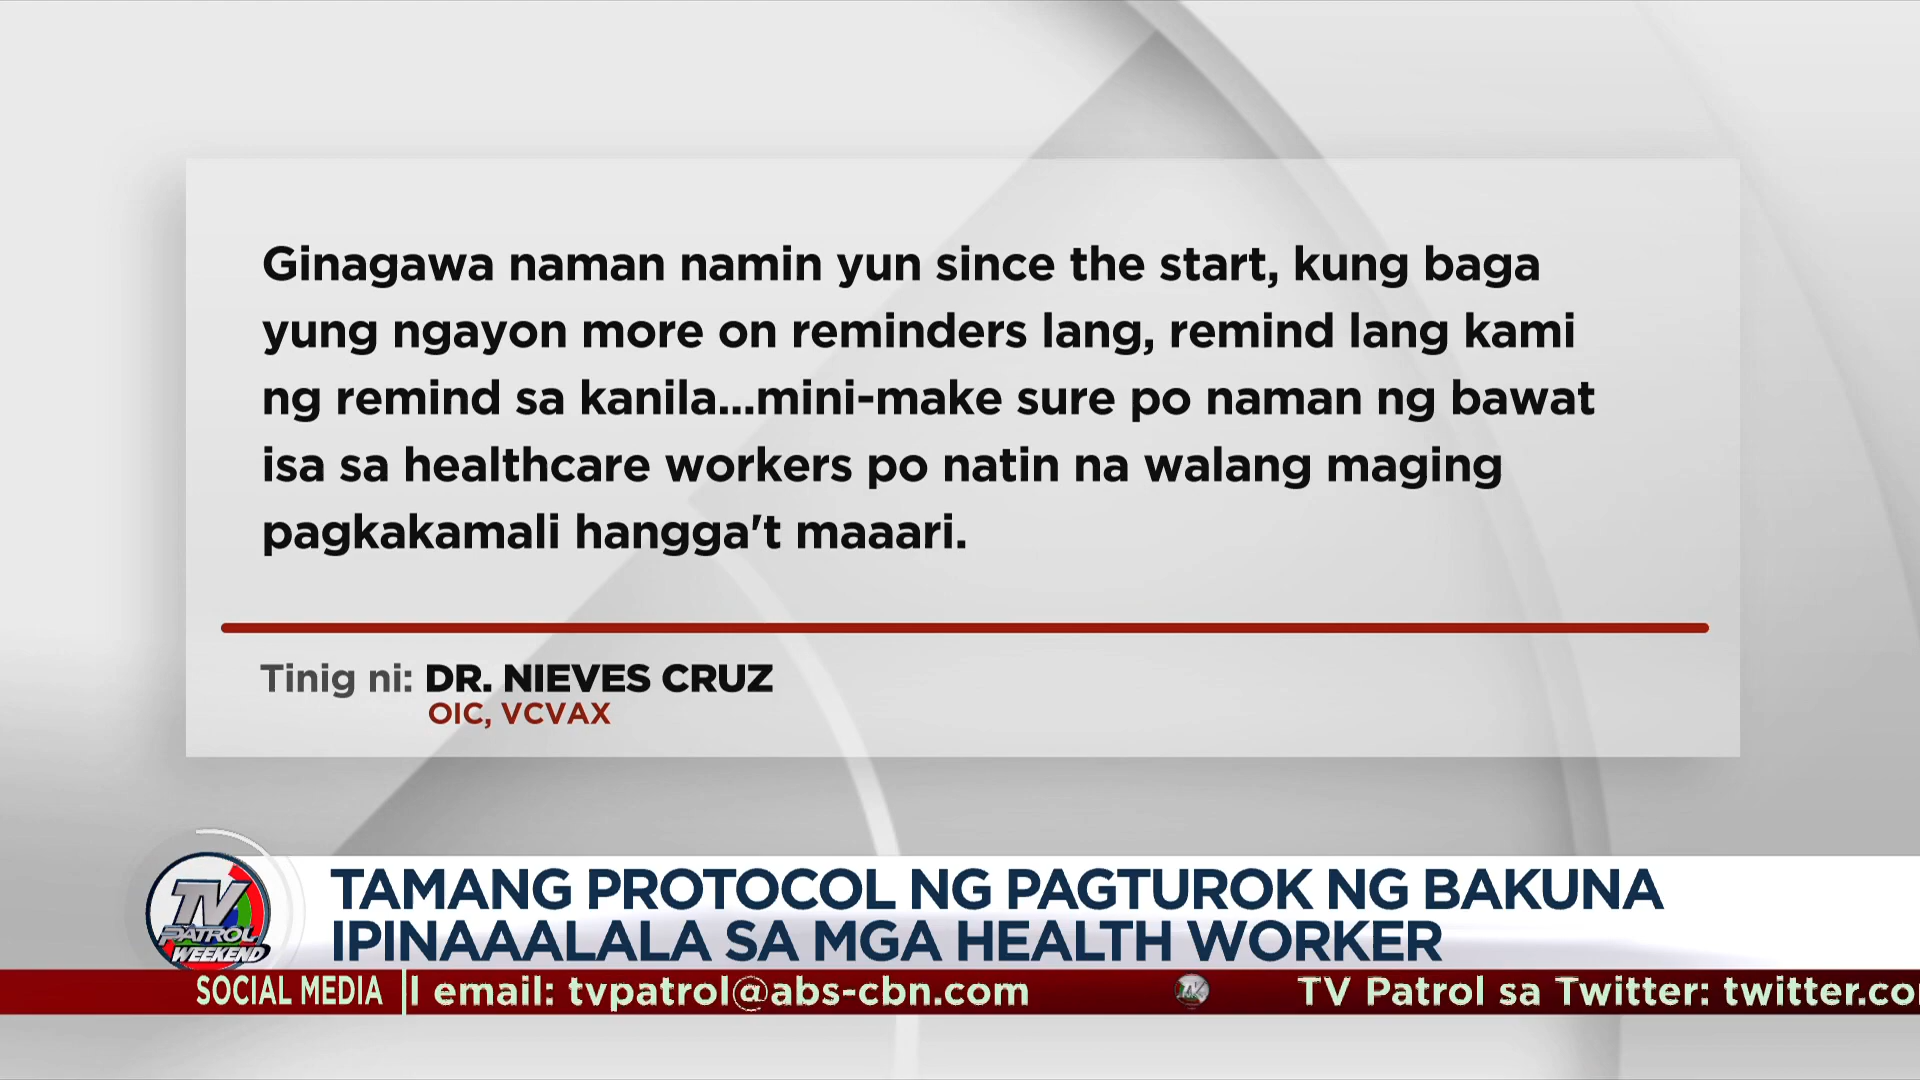 Ginagawa naman namin yun since the start, kung baga
yung ngayon more on reminders lang, remind lang kami
ng remind sa kanila...mini-make sure po naman ng bawat
isa sa healthcare workers po natin na walang maging
pagkakamali hangga't maaari.
Tinig ni: DR. NIEVES CRUZ
OIC, VCVAX
TV
PATROL
WEEKEND
TAMANG PROTOCOL NG PAGTUROK NG BAKUNA
IPINAAALALA SA MGA HEALTH WORKER
SOCIAL MEDIA
l email: tvpatrol@abs-cbn.com
TV Patrol sa Twitter: twitter.co